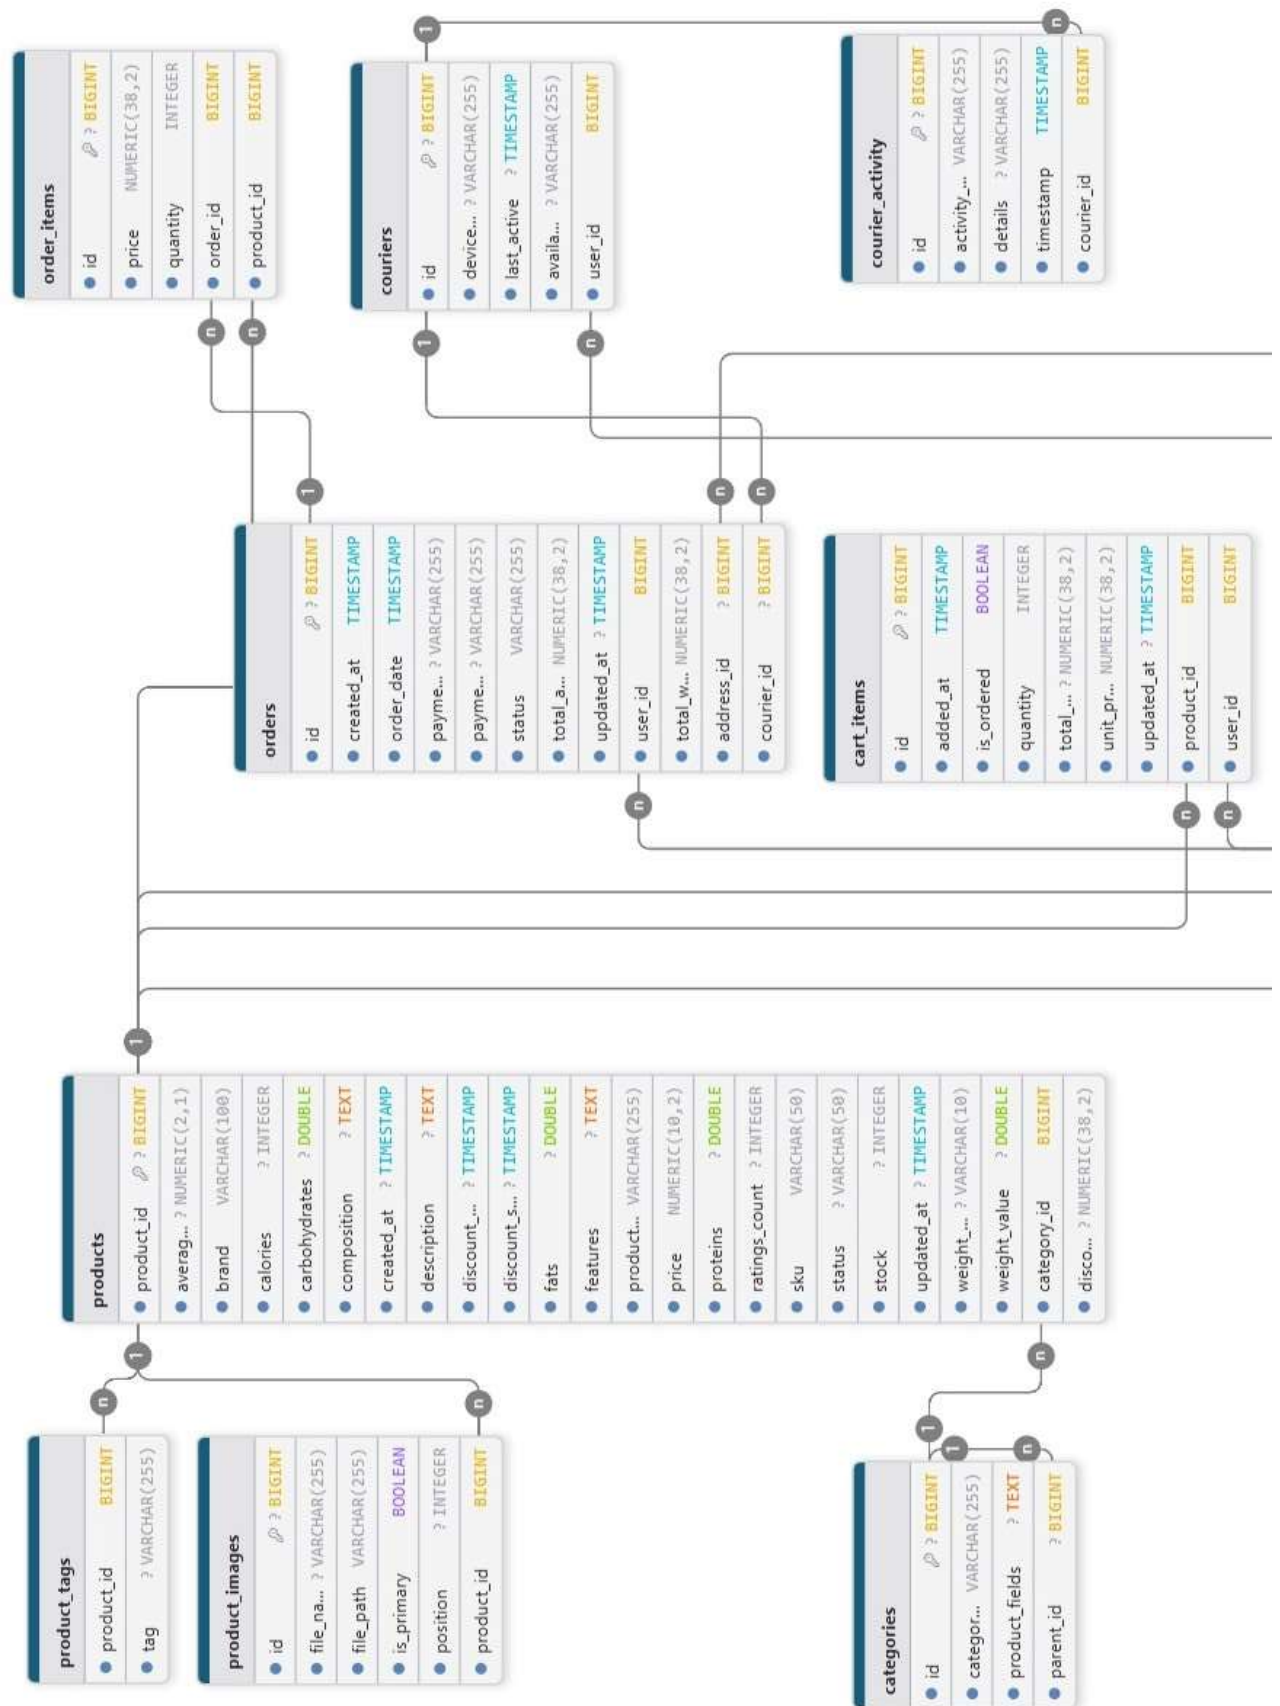 product_tags
product_id BIGINT
tag ? VARCHAR(255)
product_images
id ? BIGINT
file_na... ? VARCHAR(255)
file_path VARCHAR(255)
is_primary BOOLEAN
position ? INTEGER
product_id BIGINT
categories
id ? BIGINT
categor... VARCHAR(255)
product_fields ? TEXT
parent_id ? BIGINT
n
n
1
1
n
1
n
products
product_id ? BIGINT
averag... ? NUMERIC(2,1)
brand VARCHAR(100)
calories ? INTEGER
carbohydrates ? DOUBLE
composition ? TEXT
created_at ? TIMESTAMP
description ? TEXT
discount_... ? TIMESTAMP
discount_s... ? TIMESTAMP
fats ? DOUBLE
features ? TEXT
product... VARCHAR(255)
price NUMERIC(10,2)
proteins ? DOUBLE
ratings_count ? INTEGER
sku VARCHAR(50)
status ? VARCHAR(50)
stock ? INTEGER
updated_at ? TIMESTAMP
weight_... ? VARCHAR(10)
weight_value ? DOUBLE
category_id BIGINT
disco... ? NUMERIC(38,2)
1
n
n
n
orders
id ? BIGINT
created_at TIMESTAMP
order_date TIMESTAMP
payme... ? VARCHAR(255)
payme... ? VARCHAR(255)
status VARCHAR(255)
total_a... NUMERIC(38,2)
updated_at ? TIMESTAMP
user_id BIGINT
total_w... NUMERIC(38,2)
address_id ? BIGINT
courier_id ? BIGINT
cart_items
id ? BIGINT
added_at TIMESTAMP
is_ordered BOOLEAN
quantity INTEGER
total_... ? NUMERIC(38,2)
unit_pr... NUMERIC(38,2)
updated_at ? TIMESTAMP
product_id BIGINT
user_id BIGINT
1
n
n
n
n
1
n
order_items
id ? BIGINT
price NUMERIC(38,2)
quantity INTEGER
order_id BIGINT
product_id BIGINT
couriers
id ? BIGINT
device... ? VARCHAR(255)
last_active ? TIMESTAMP
availa... ? VARCHAR(255)
user_id BIGINT
courier_activity
id ? BIGINT
activity_... VARCHAR(255)
details ? VARCHAR(255)
timestamp TIMESTAMP
courier_id BIGINT
1
n